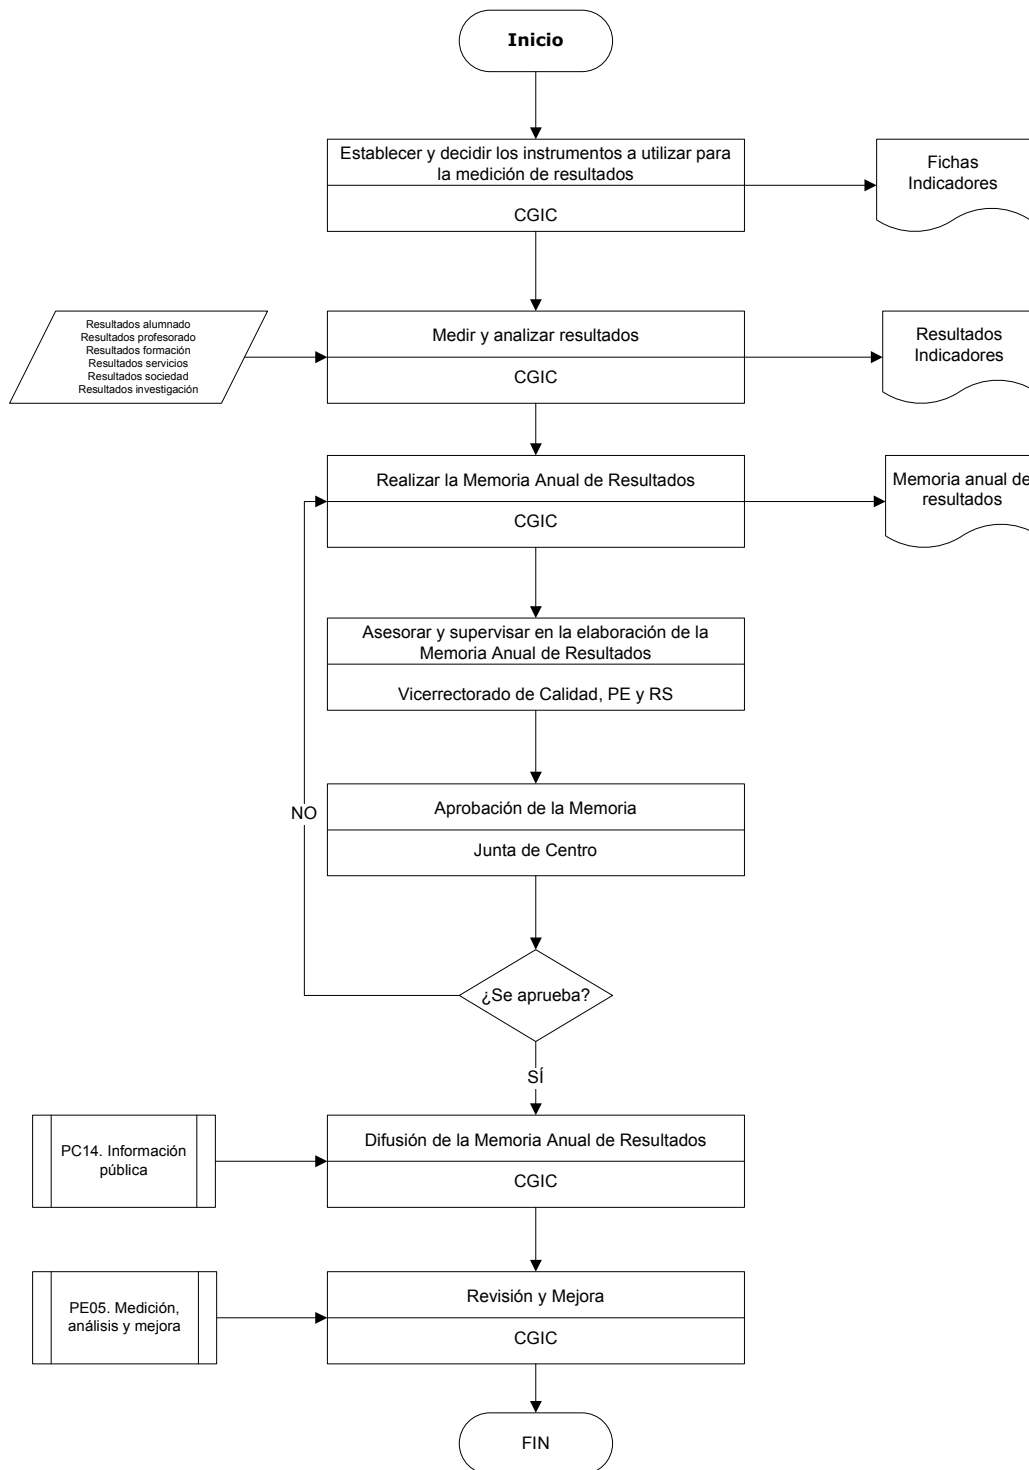 Inicio
Establecer y decidir los instrumentos a utilizar para
la medición de resultados
CGIC
Fichas
Indicadores
Resultados alumnado
Resultados profesorado
Resultados formación
Resultados servicios
Resultados sociedad
Resultados investigación
Medir y analizar resultados
CGIC
Resultados
Indicadores
Realizar la Memoria Anual de Resultados
CGIC
Memoria anual de
resultados
Asesorar y supervisar en la elaboración de la
Memoria Anual de Resultados
Vicerrectorado de Calidad, PE y RS
Aprobación de la Memoria
Junta de Centro
NO
¿Se aprueba?
SÍ
PC14. Información
pública
Difusión de la Memoria Anual de Resultados
CGIC
PE05. Medición,
análisis y mejora
Revisión y Mejora
CGIC
FIN